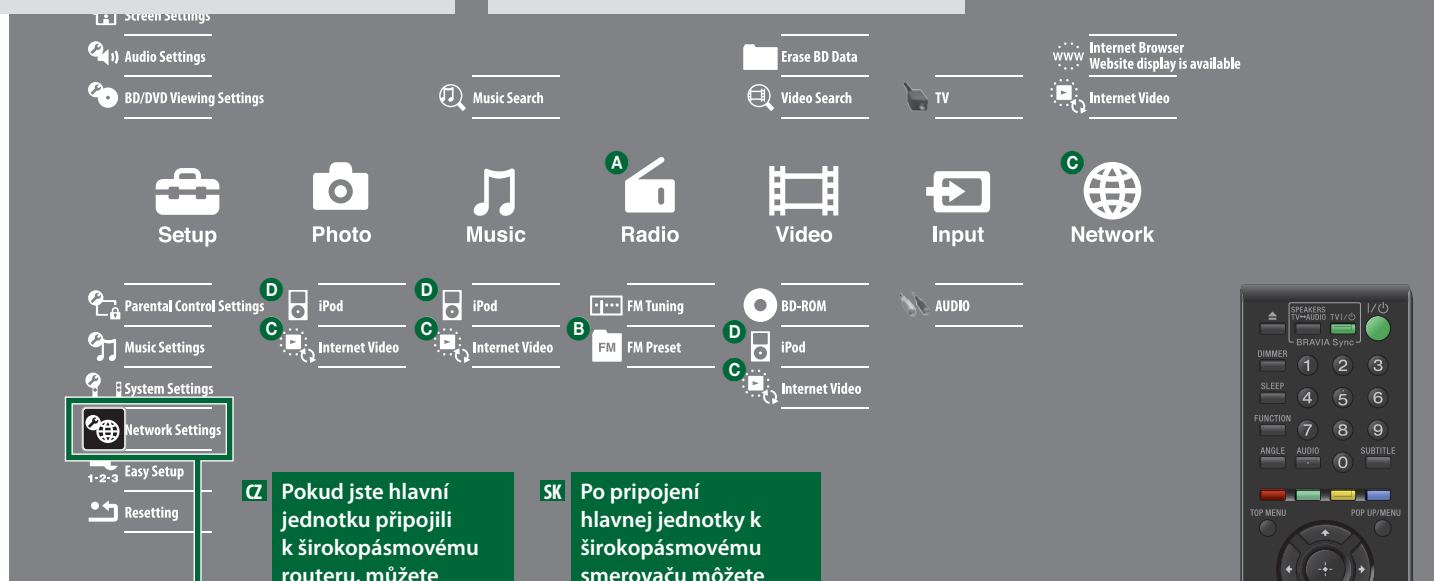 Screen Settings
Audio Settings
BD/DVD Viewing Settings
Music Search
Erase BD Data
Video Search
TV
www
Internet Browser
Website display is available
Internet Video
Setup
Photo
Music
A
Radio
Video
Input
C
Network
Parental Control Settings
Music Settings
System Settings
Network Settings
1-2-3
Easy Setup
Resetting
D
iPod
C
Internet Video
D
iPod
C
Internet Video
FM Tuning
B
FM
FM Preset
BD-ROM
D
iPod
C
Internet Video
AUDIO
CZ
Pokud jste hlavní
jednotku připojili
k širokopásmovému
routeru, můžete
SK
Po pripojení
hlavnej jednotky k
širokopásmovému
smerovaču môžete
SPEAKERS
TV↔AUDIO
TV I/⏻
I/⏻
BRAVIA Sync
DIMMER
1 2 3
SLEEP
4 5 6
FUNCTION
7 8 9
ANGLE
AUDIO
0
SUBTITLE
TOP MENU
POP UP/MENU